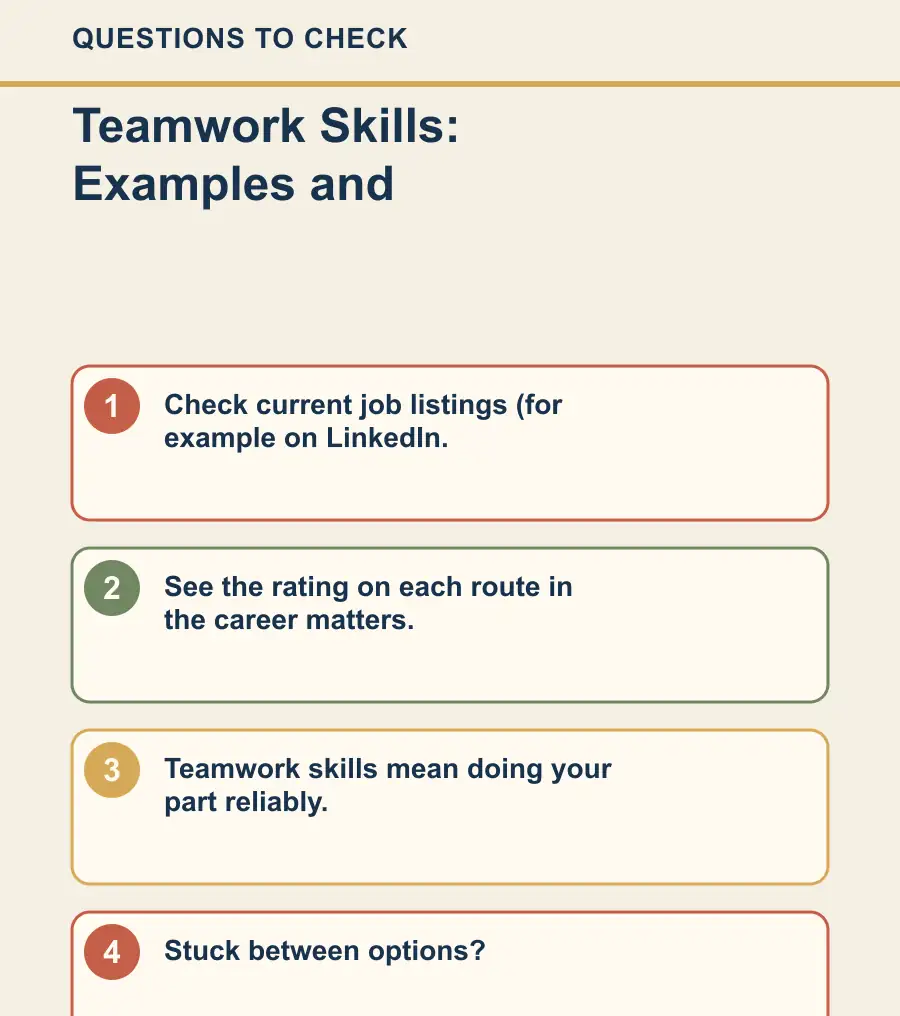 QUESTIONS TO CHECK
Teamwork Skills:
Examples and
1
Check current job listings (for
example on LinkedIn.
2
See the rating on each route in
the career matters.
3
Teamwork skills mean doing your
part reliably.
4
Stuck between options?